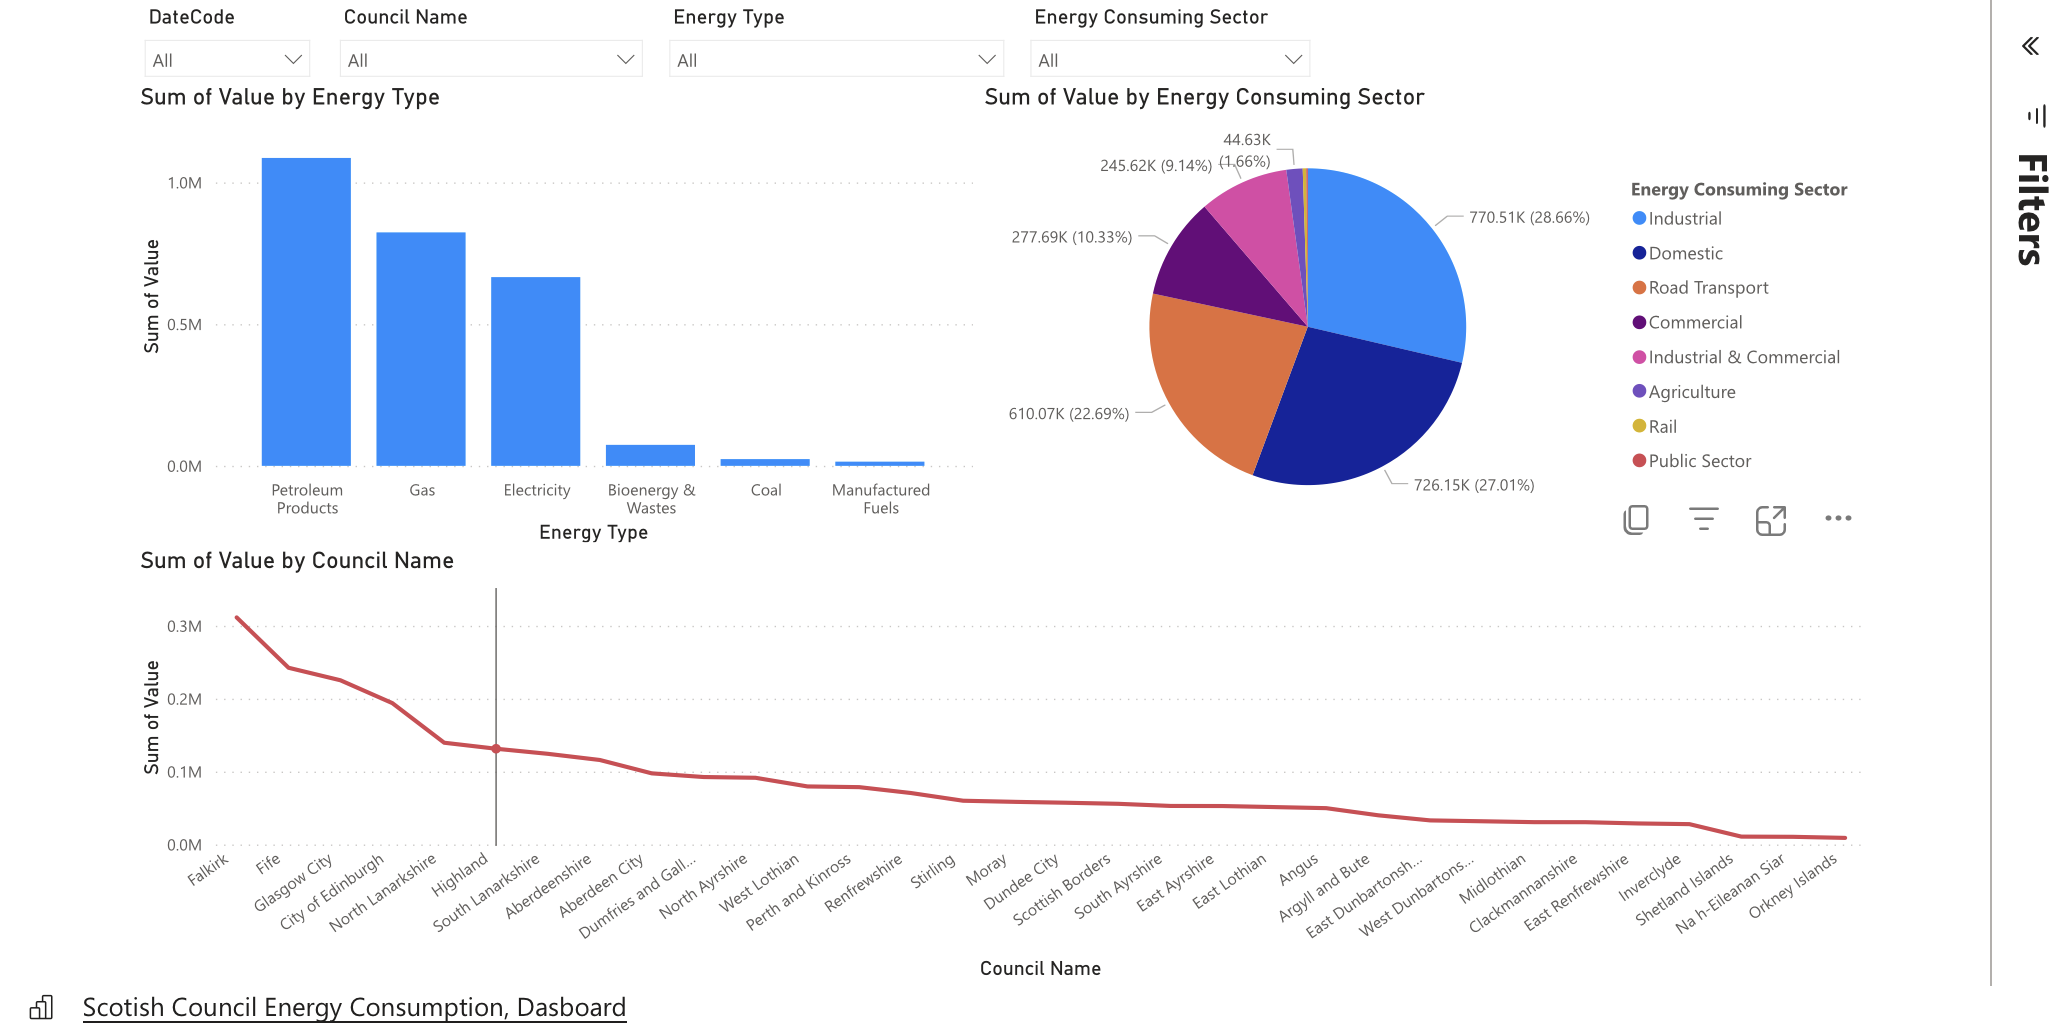 DateCode
Council Name
Energy Type
Energy Consuming Sector
All
All
All
All
Sum of Value by Energy Type
Sum of Value
1.0M
0.5M
0.0M
Petroleum
Products
Gas
Electricity
Bioenergy &
Wastes
Coal
Manufactured
Fuels
Energy Type
Sum of Value by Energy Consuming Sector
44.63K
(1.66%)
245.62K (9.14%)
277.69K (10.33%)
610.07K (22.69%)
770.51K (28.66%)
726.15K (27.01%)
Energy Consuming Sector
Industrial
Domestic
Road Transport
Commercial
Industrial & Commercial
Agriculture
Rail
Public Sector
Filters
Sum of Value by Council Name
Sum of Value
0.3M
0.2M
0.1M
0.0M
Falkirk
Fife
Glasgow City
City of Edinburgh
North Lanarkshire
Highland
South Lanarkshire
Aberdeenshire
Aberdeen City
Dumfries and Gall...
North Ayrshire
West Lothian
Perth and Kinross
Renfrewshire
Stirling
Moray
Dundee City
Scottish Borders
South Ayrshire
East Ayrshire
East Lothian
Angus
Argyll and Bute
East Dunbartonsh...
West Dunbartons...
Midlothian
Clackmannanshire
East Renfrewshire
Inverclyde
Shetland Islands
Na h-Eileanan Siar
Orkney Islands
Council Name
Scotish Council Energy Consumption, Dasboard